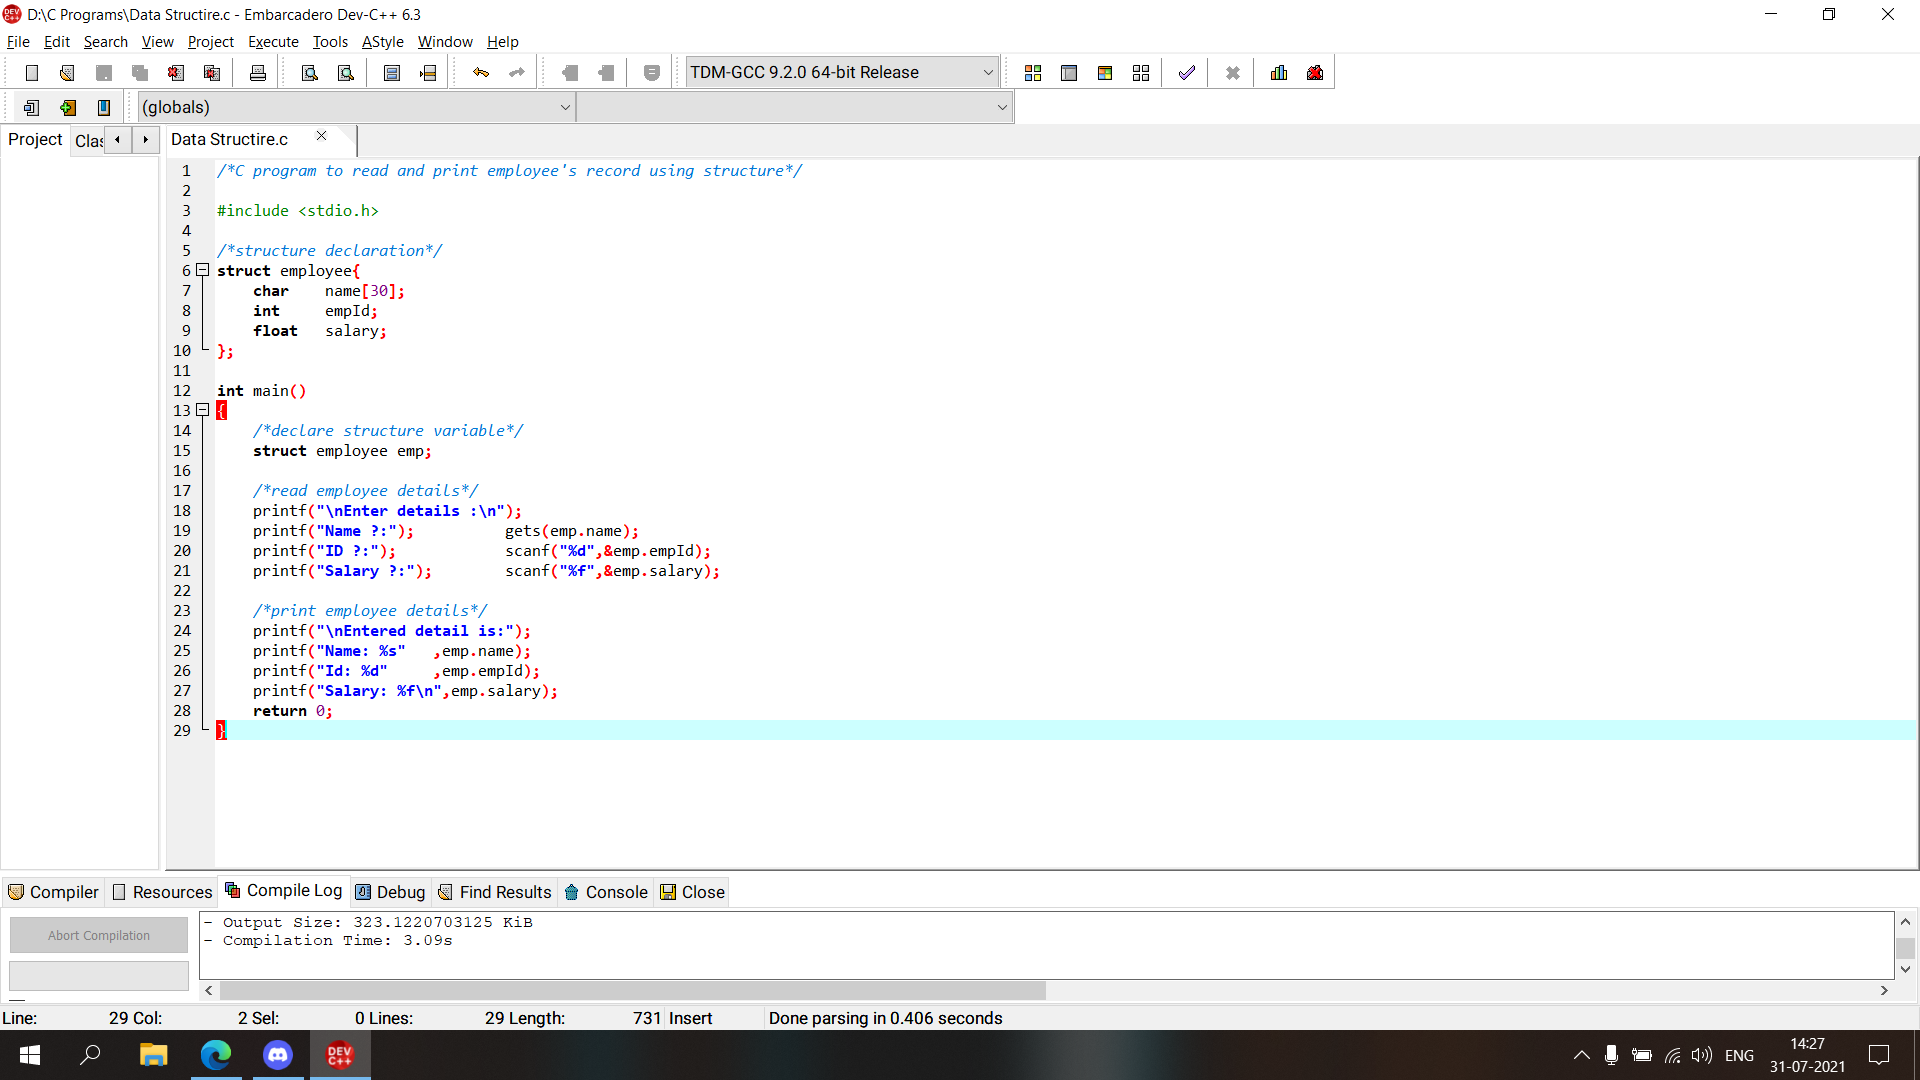 D:\C Programs\Data Structire.c - Embarcadero Dev-C++ 6.3
File Edit Search View Project Execute Tools AStyle Window Help
TDM-GCC 9.2.0 64-bit Release
(globals)
Project Clas Data Structire.c
1 /*C program to read and print employee's record using structure*/
2
3 #include <stdio.h>
4
5 /*structure declaration*/
6 struct employee{
7 char name[30];
8 int empId;
9 float salary;
10 };
11
12 int main()
13 {
14 /*declare structure variable*/
15 struct employee emp;
16
17 /*read employee details*/
18 printf("\nEnter details :\n");
19 printf("Name ?:"); gets(emp.name);
20 printf("ID ?:"); scanf("%d",&emp.empId);
21 printf("Salary ?:"); scanf("%f",&emp.salary);
22
23 /*print employee details*/
24 printf("\nEntered detail is:");
25 printf("Name: %s" ,emp.name);
26 printf("Id: %d" ,emp.empId);
27 printf("Salary: %f\n",emp.salary);
28 return 0;
29 }
Compiler Resources Compile Log Debug Find Results Console Close
Abort Compilation
- Output Size: 323.1220703125 KiB
- Compilation Time: 3.09s
Line: 29 Col: 2 Sel: 0 Lines: 29 Length: 731 Insert Done parsing in 0.406 seconds
DEV C++
ENG
14:27
31-07-2021